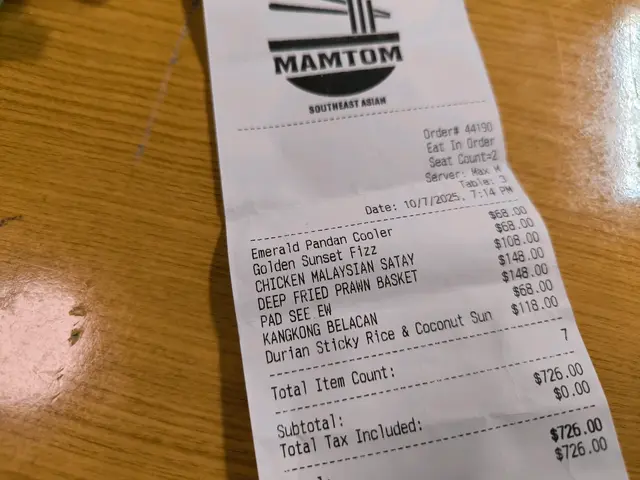 MAMTOM
SOUTHEAST ASIAN
Order# 44190
Eat In Order
Seat Count=2
Server: Max M
Table: 3
Date: 10/7/2025, 7:14 PM
Emerald Pandan Cooler $68.00
Golden Sunset Fizz $68.00
CHICKEN MALAYSIAN SATAY $108.00
DEEP FRIED PRAWN BASKET $148.00
PAD SEE EW $148.00
KANGKONG BELACAN $68.00
Durian Sticky Rice & Coconut Sun $118.00
Total Item Count: 7
Subtotal: $726.00
Total Tax Included: $0.00
$726.00
$726.00